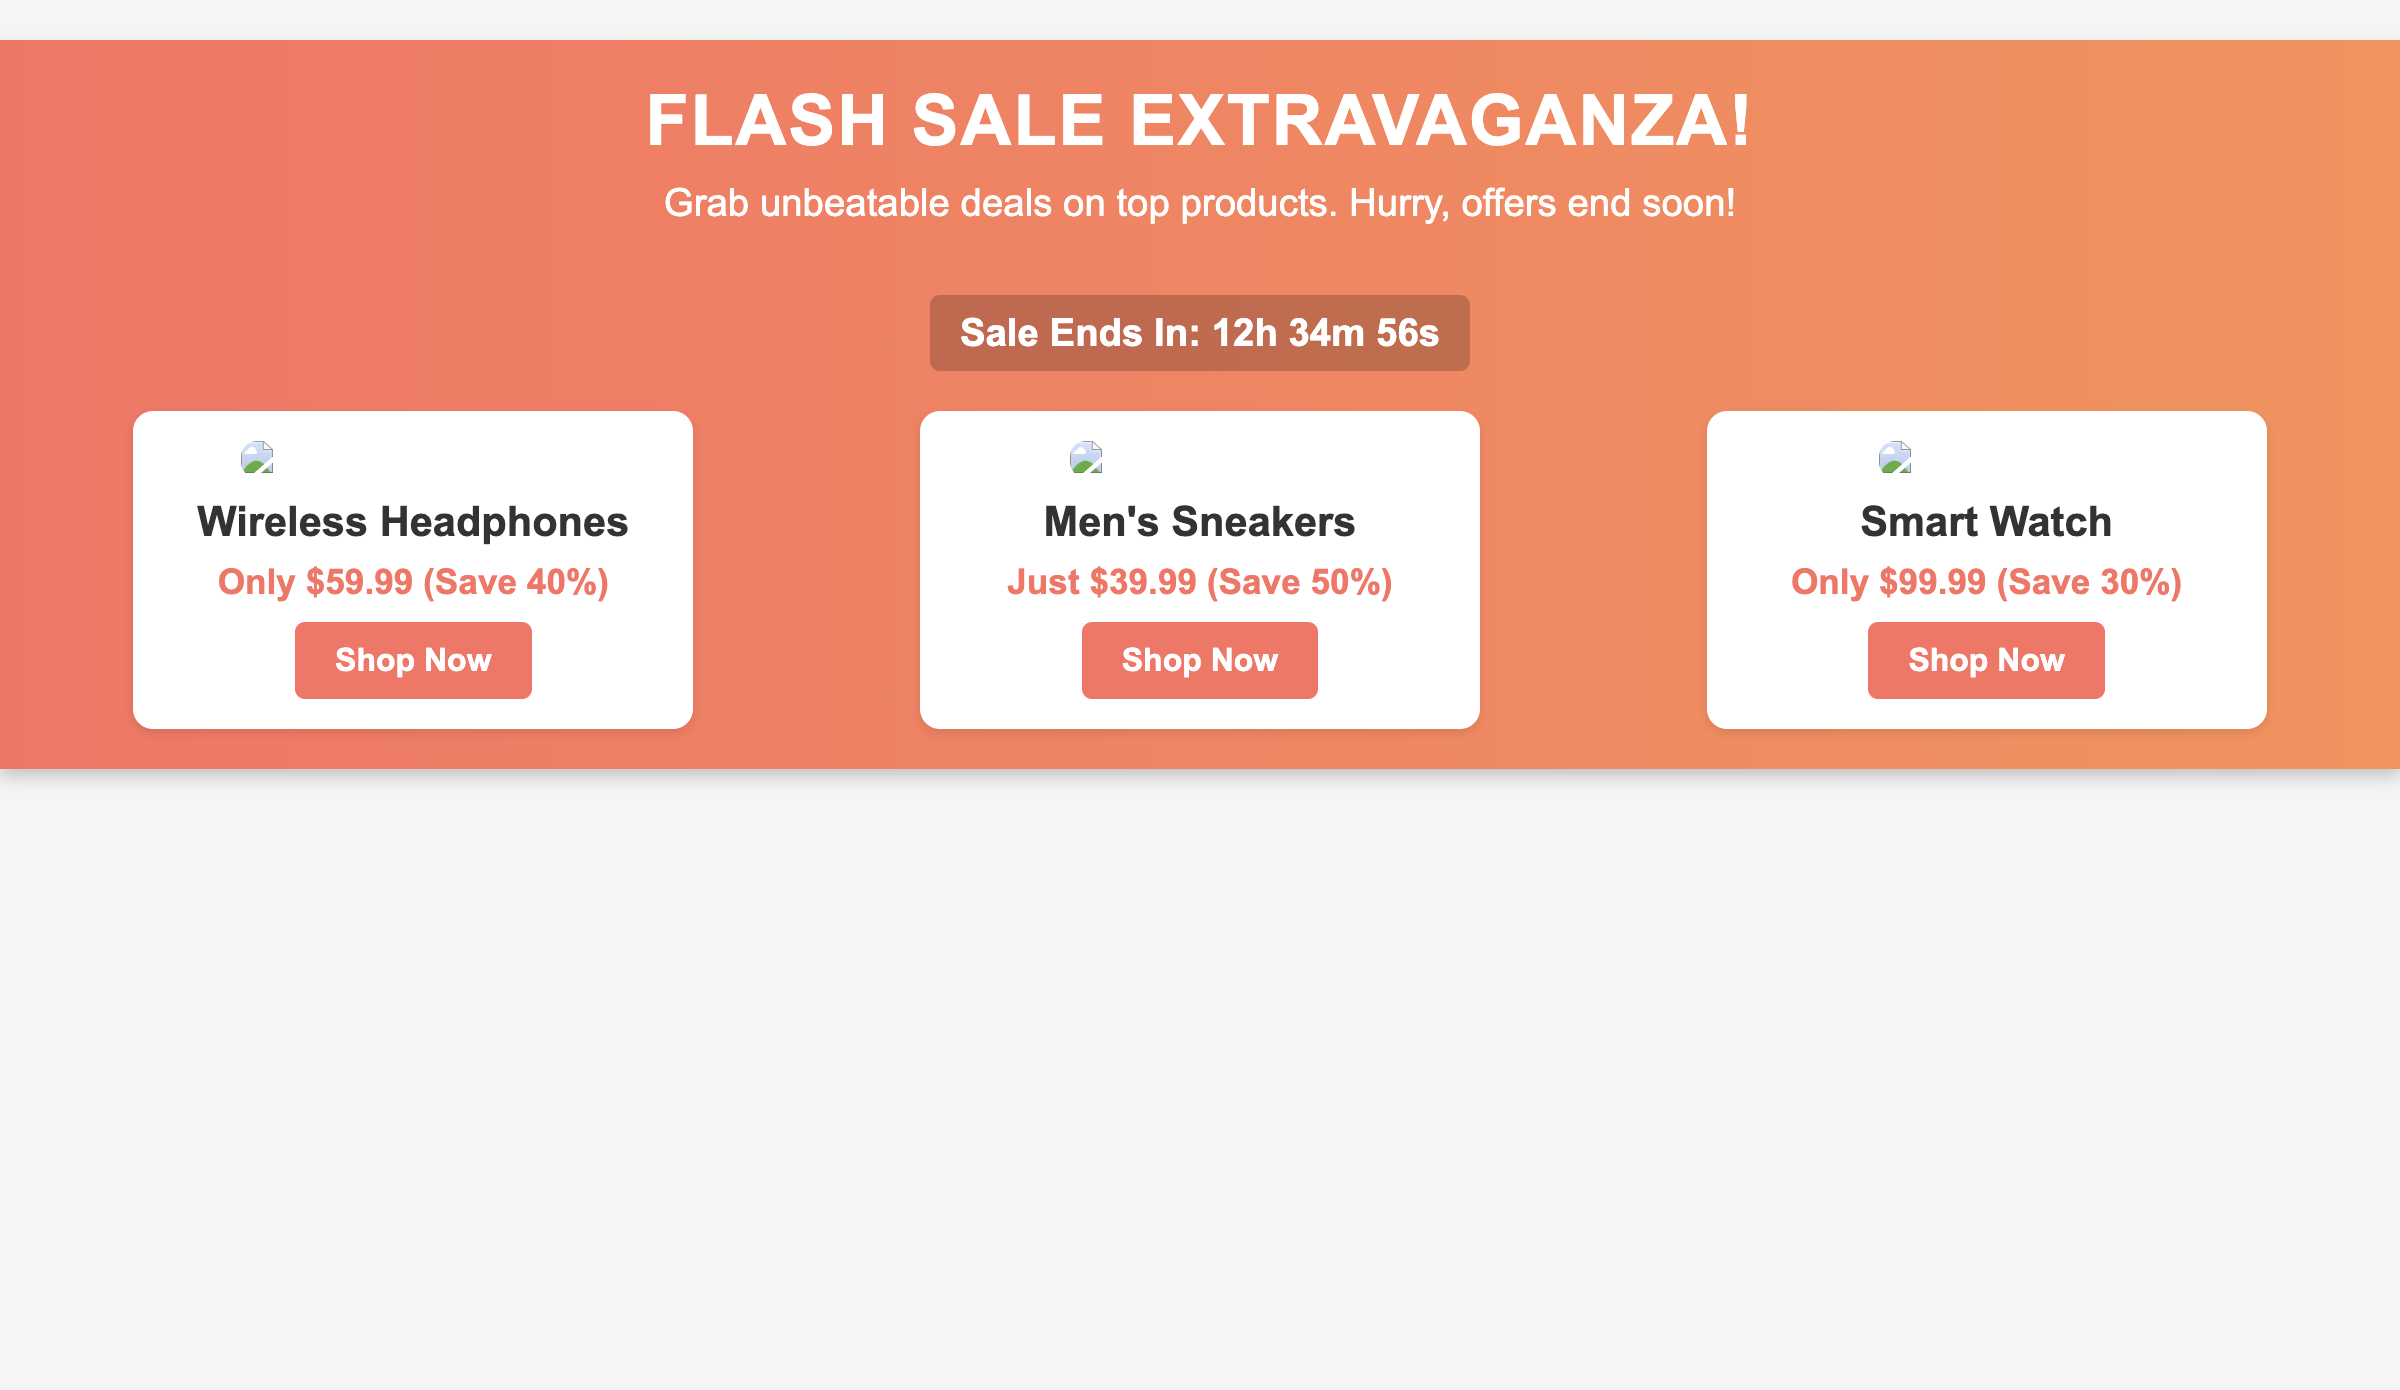 FLASH SALE EXTRAVAGANZA!
Grab unbeatable deals on top products. Hurry, offers end soon!
Sale Ends In: 12h 34m 56s
Wireless Headphones
Only $59.99 (Save 40%)
Shop Now
Men's Sneakers
Just $39.99 (Save 50%)
Shop Now
Smart Watch
Only $99.99 (Save 30%)
Shop Now